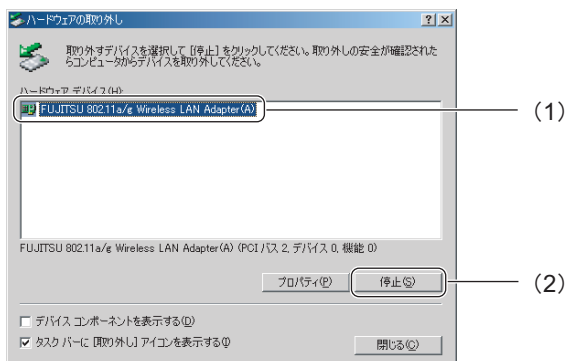 ハードウェアの取り外し
取り外すデバイスを選択して [停止] をクリックしてください。取り外しの安全が確認された
らコンピュータからデバイスを取り外してください。
ハードウェア デバイス(H):
FUJITSU 802.11a/g Wireless LAN Adapter(A)
(1)
FUJITSU 802.11a/g Wireless LAN Adapter(A) (PCI バス 2, デバイス 0, 機能 0)
プロパティ(P)
停止(S)
(2)
デバイス コンポーネントを表示する(D)
タスク バーに [取り外し] アイコンを表示する(I)
閉じる(C)